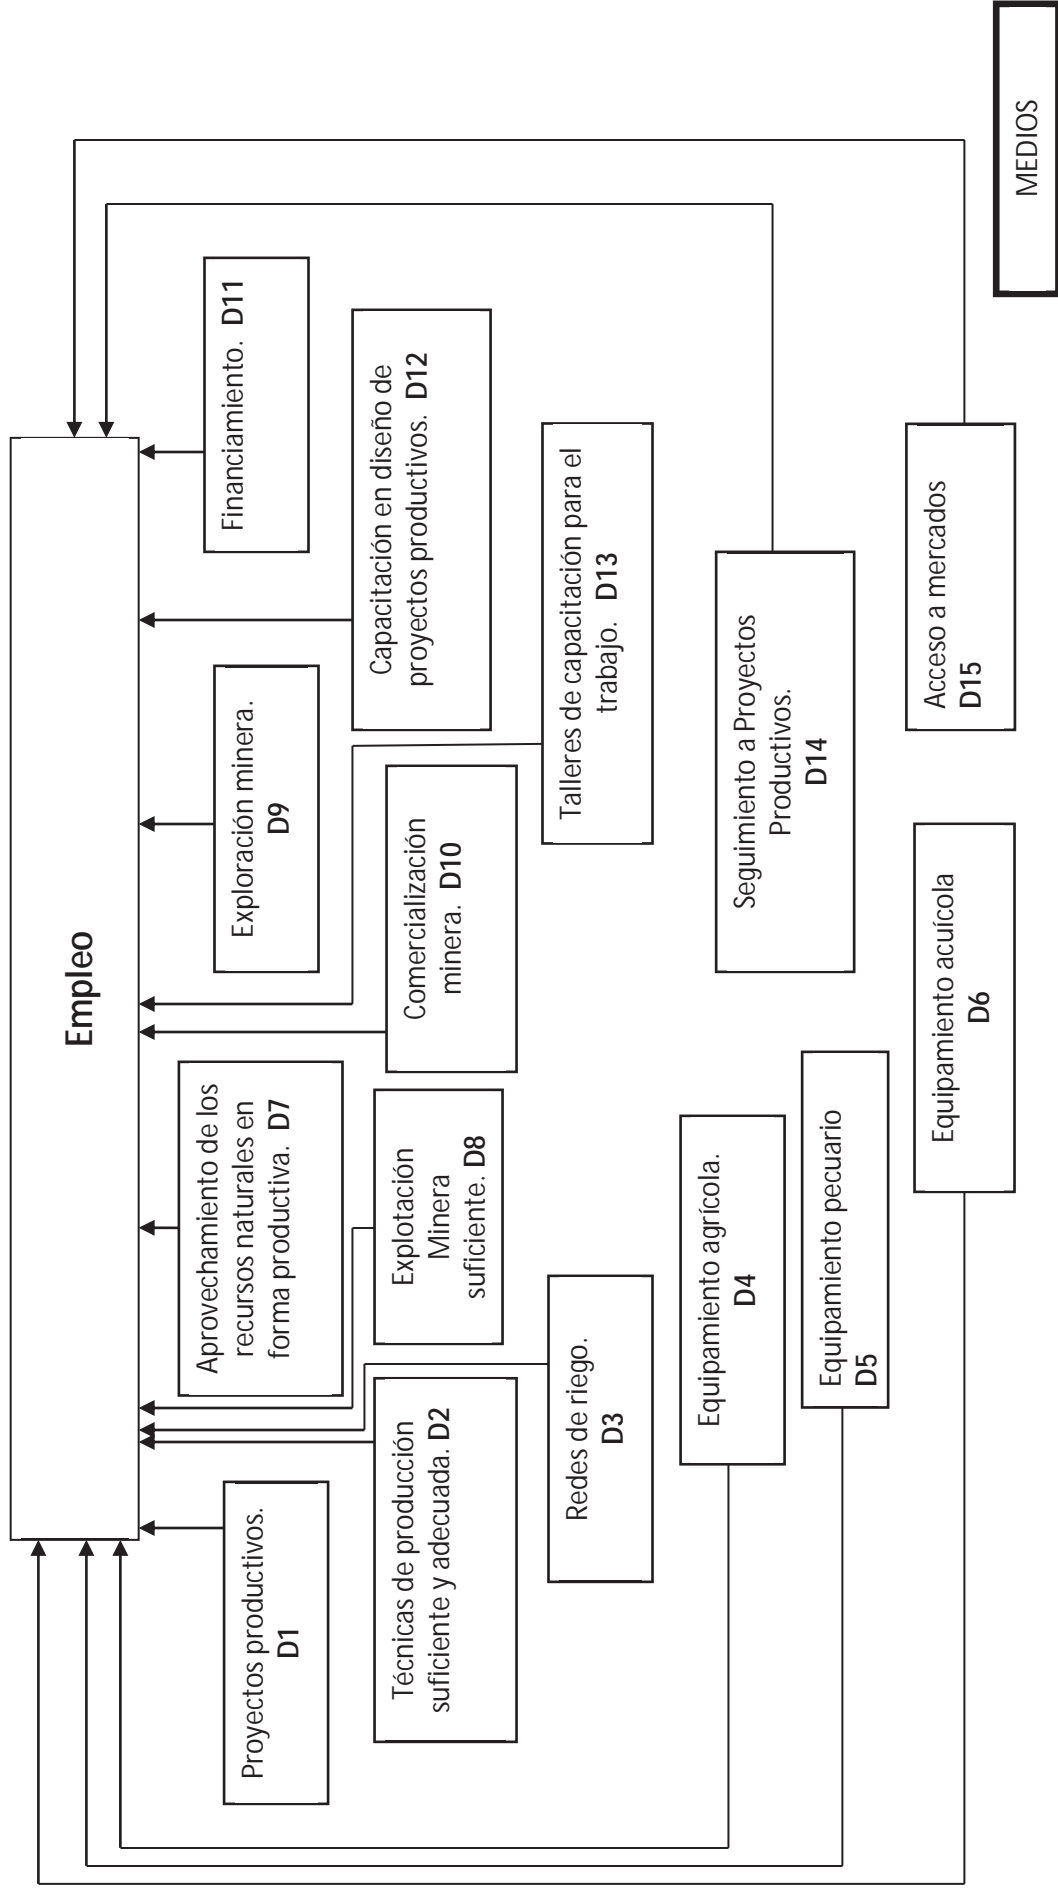 Empleo
Proyectos productivos.
D1
Técnicas de producción
suficiente y adecuada. D2
Redes de riego.
D3
Equipamiento agrícola.
D4
Equipamiento pecuario
D5
Equipamiento acuícola
D6
Aprovechamiento de los
recursos naturales en
forma productiva. D7
Explotación
Minera
suficiente. D8
Exploración minera.
D9
Comercialización
minera. D10
Financiamiento. D11
Capacitación en diseño de
proyectos productivos. D12
Talleres de capacitación para el
trabajo. D13
Seguimiento a Proyectos
Productivos.
D14
Acceso a mercados
D15
MEDIOS